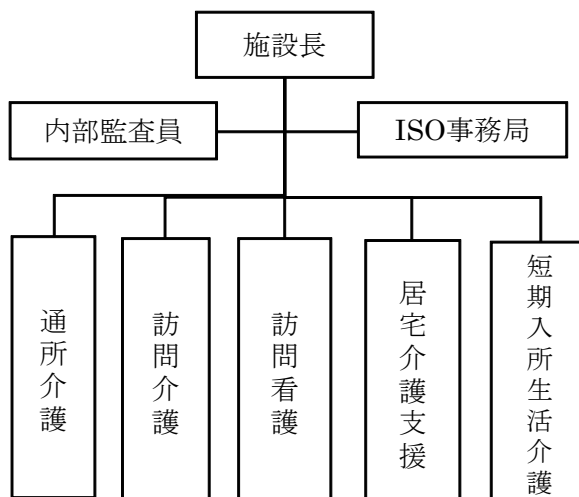 施設長
内部監査員
ISO事務局
通所介護
訪問介護
訪問看護
居宅介護支援
短期入所生活介護